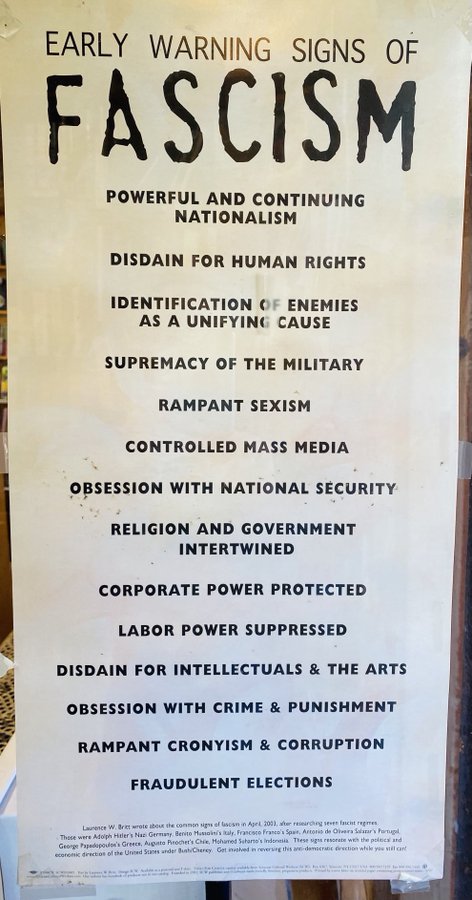 EARLY WARNING SIGNS OF
FASCISM
POWERFUL AND CONTINUING
NATIONALISM
DISDAIN FOR HUMAN RIGHTS
IDENTIFICATION OF ENEMIES
AS A UNIFYING CAUSE
SUPREMACY OF THE MILITARY
RAMPANT SEXISM
CONTROLLED MASS MEDIA
OBSESSION WITH NATIONAL SECURITY
RELIGION AND GOVERNMENT
INTERTWINED
CORPORATE POWER PROTECTED
LABOR POWER SUPPRESSED
DISDAIN FOR INTELLECTUALS & THE ARTS
OBSESSION WITH CRIME & PUNISHMENT
RAMPANT CRONYISM & CORRUPTION
FRAUDULENT ELECTIONS
Laurence W. Britt wrote about the common signs of fascism in April, 2003, after researching seven fascist regimes.
Those were Adolph Hitler's Nazi Germany, Benito Mussolini's Italy, Francisco Franco's Spain, Antonio de Oliveira Salazar's Portugal,
George Papadopoulos's Greece, Augusto Pinochet's Chile, Mohamed Suharto's Indonesia. These signs resonate with the political and
economic direction of the United States under Bush/Cheney. Get involved in reversing this anti-democratic direction while you still can!